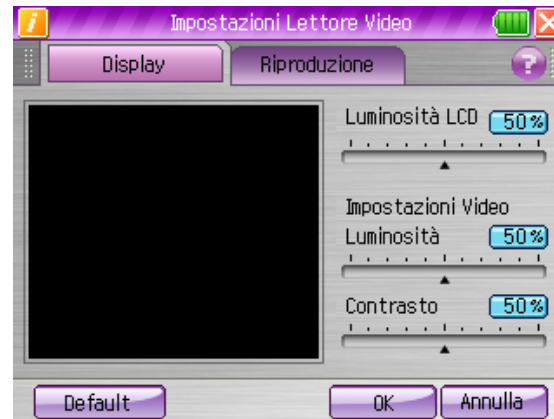 Impostazioni Lettore Video
Display
Riproduzione
?
Luminosità LCD 50%
Impostazioni Video
Luminosità 50%
Contrasto 50%
Default
OK
Annulla